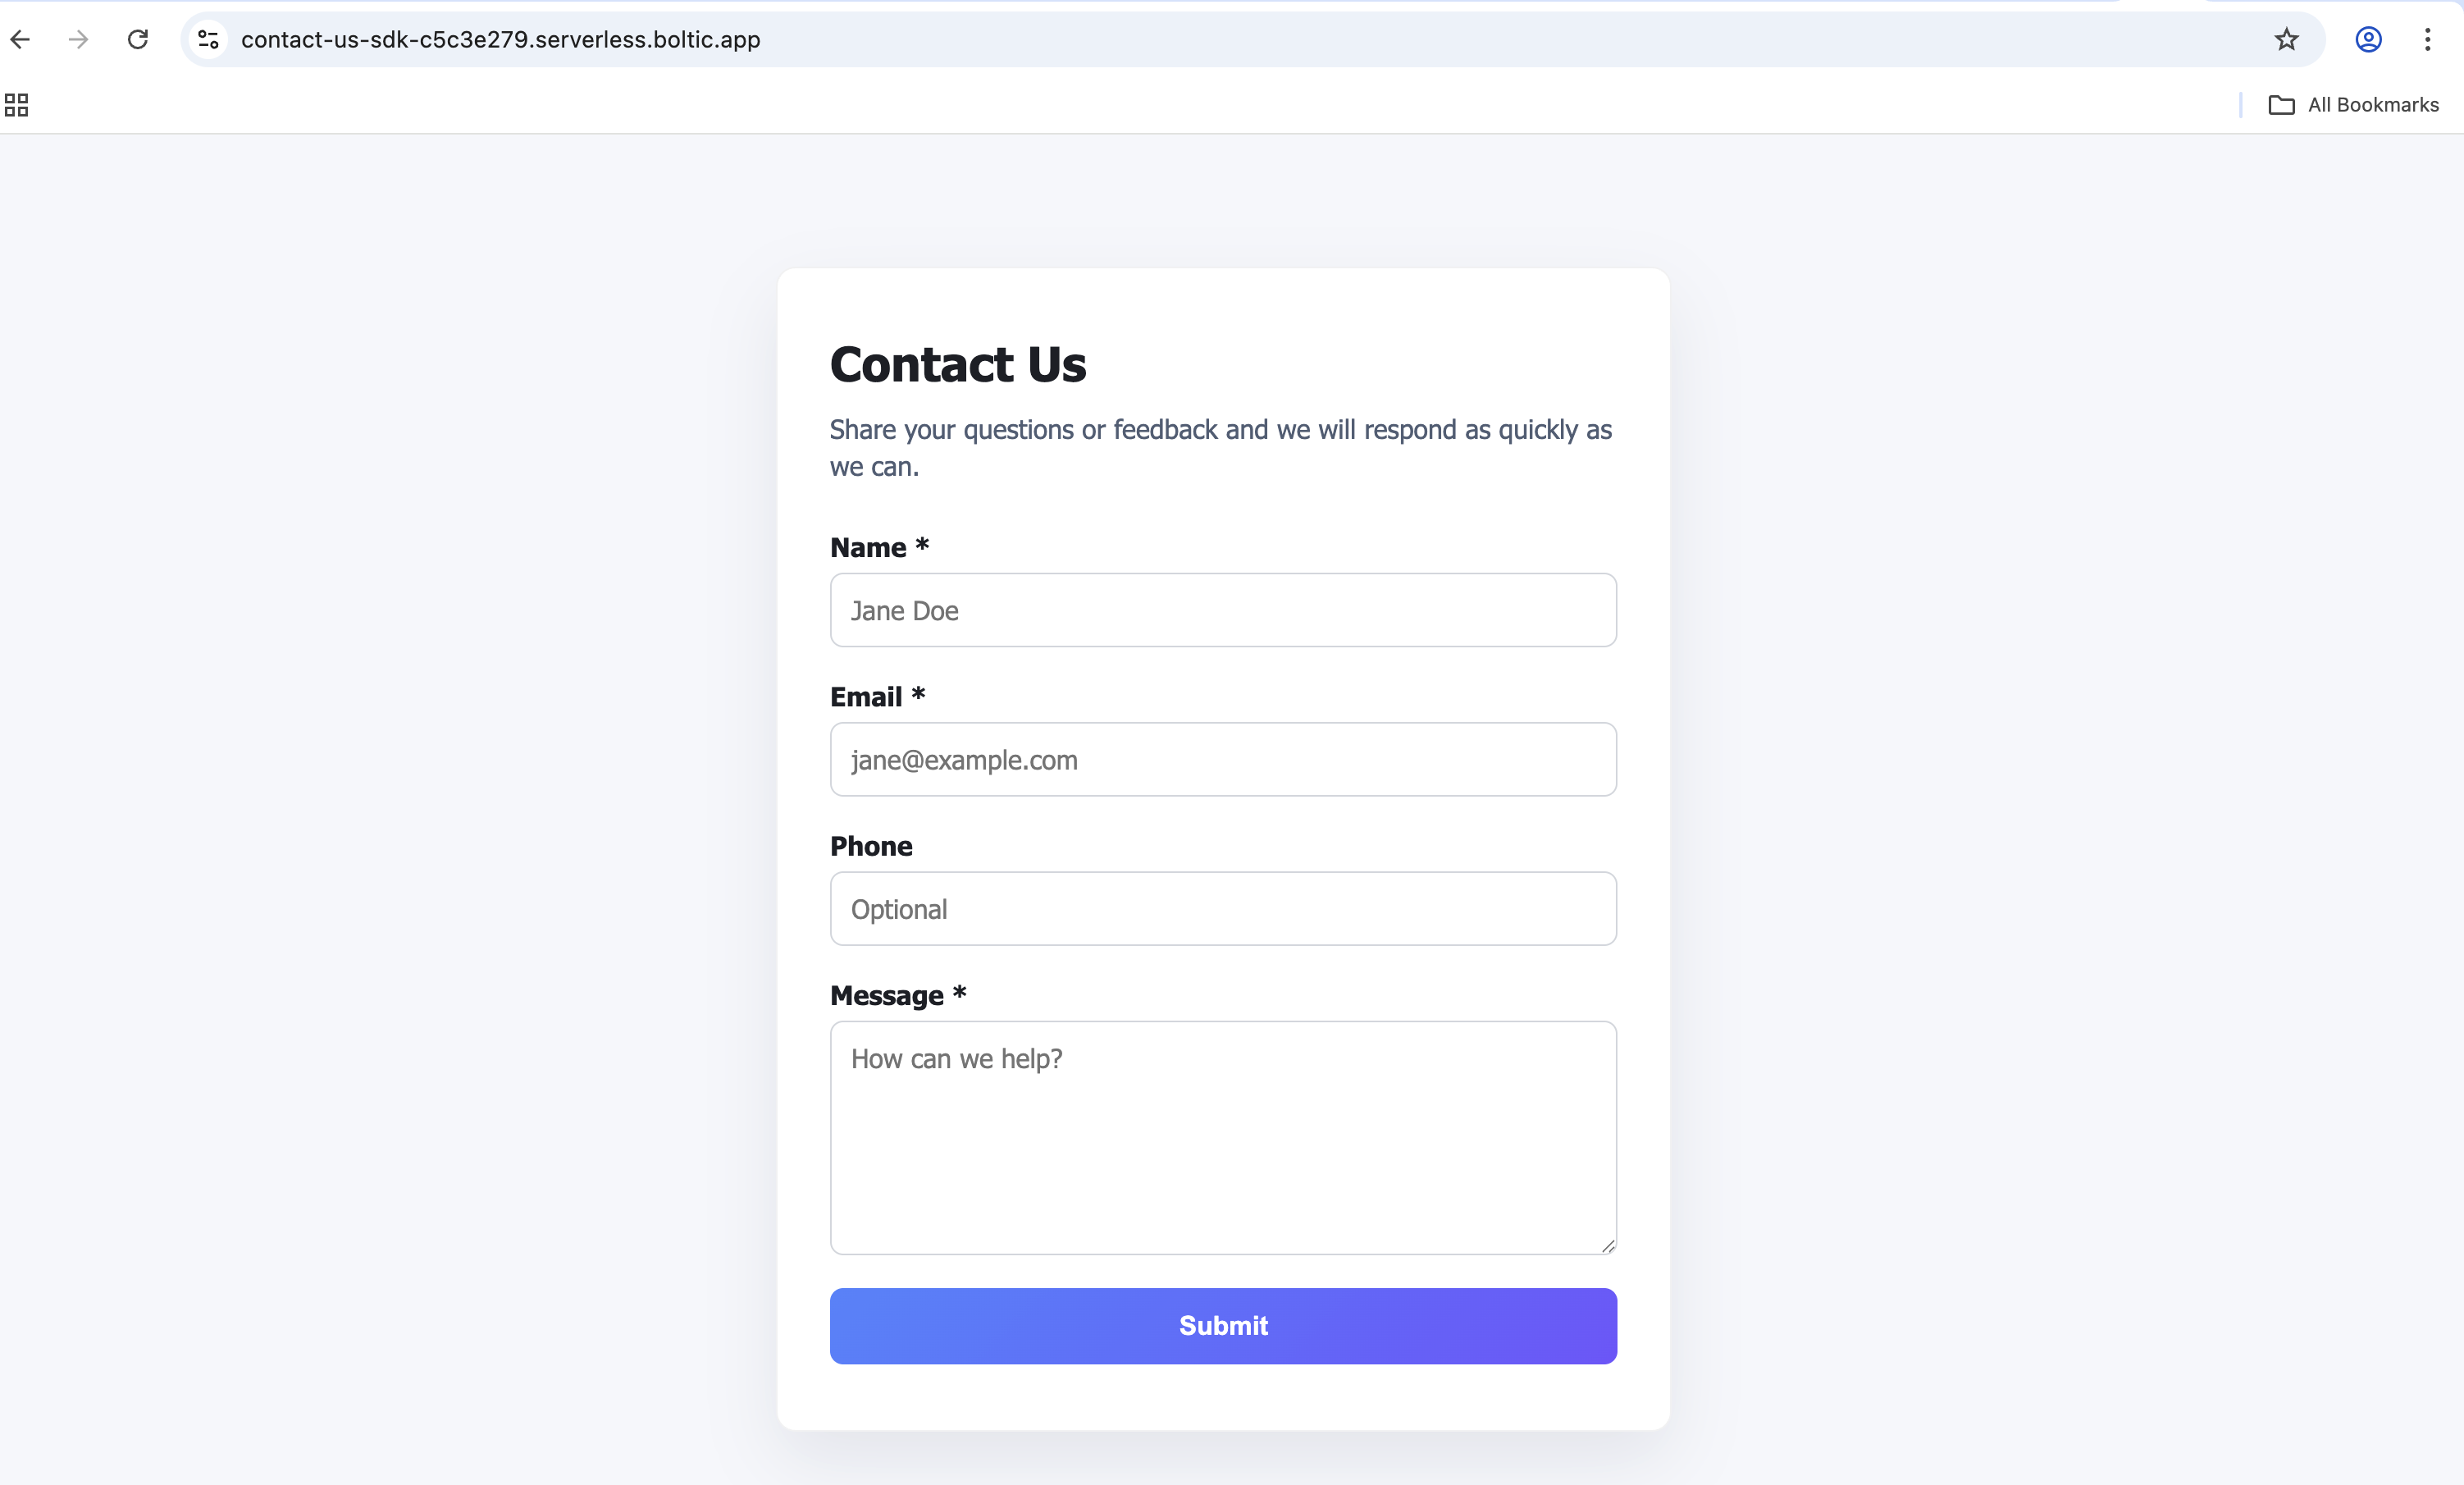 contact-us-sdk-c5c3e279.serverless.boltic.app
All Bookmarks
Contact Us
Share your questions or feedback and we will respond as quickly as
we can.
Name *
Jane Doe
Email *
jane@example.com
Phone
Optional
Message *
How can we help?
Submit